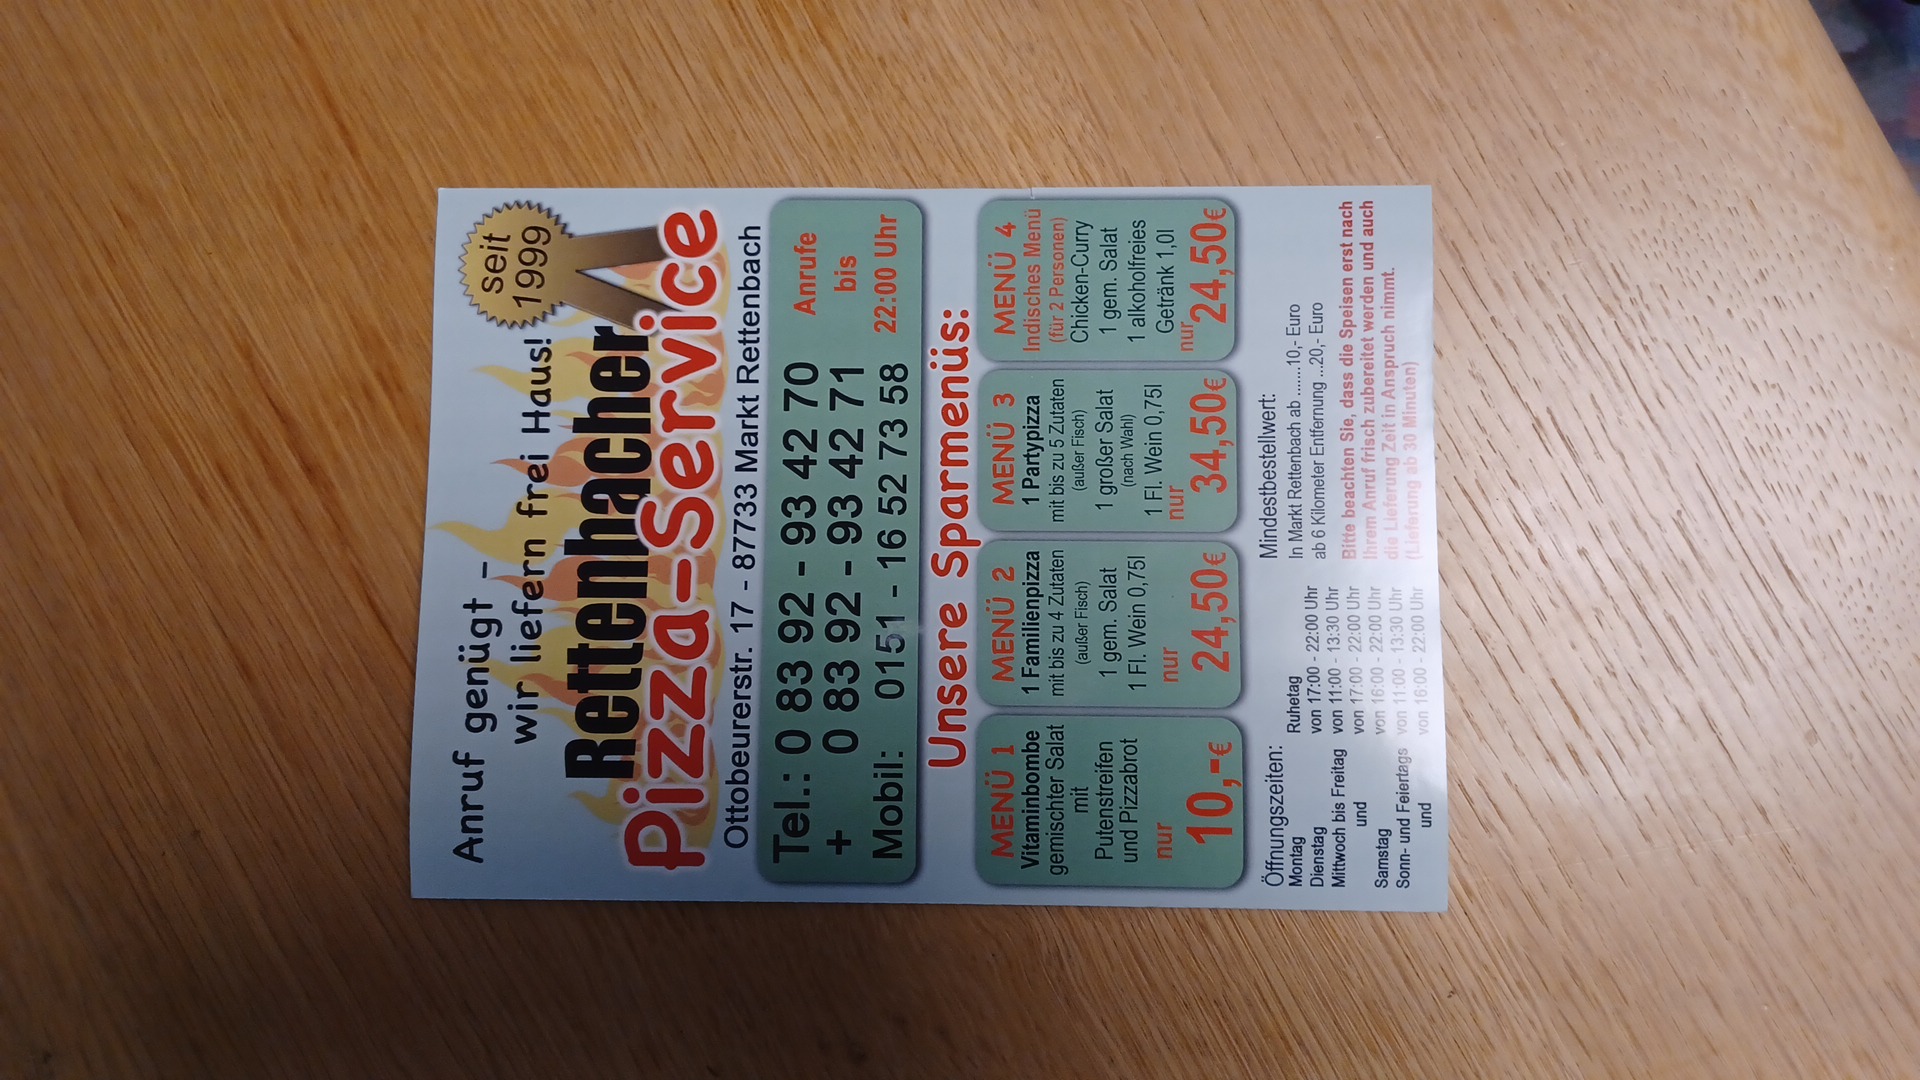 Anruf genügt -
wir liefern frei Haus!
seit
1999
Rettenbacher
Pizza-Service
Ottobeurerstr. 17 - 87733 Markt Rettenbach
Tel.: 0 83 92 - 93 42 70
+ 0 83 92 - 93 42 71
Mobil: 0151 - 16 52 73 58
Anrufe
bis
22:00 Uhr
Unsere Sparmenüs:
MENÜ 1
Vitaminbombe
gemischter Salat
mit
Putenstreifen
und Pizzabrot
nur
10,-€
MENÜ 2
1 Familienpizza
mit bis zu 4 Zutaten
(außer Fisch)
1 gem. Salat
1 Fl. Wein 0,75l
nur
24,50€
MENÜ 3
1 Partypizza
mit bis zu 5 Zutaten
(außer Fisch)
1 großer Salat
(nach Wahl)
1 Fl. Wein 0,75l
nur
34,50€
MENÜ 4
Indisches Menü
(für 2 Personen)
Chicken-Curry
1 gem. Salat
1 alkoholfreies
Getränk 1,0l
nur
24,50€
Öffnungszeiten:
Montag Ruhetag
Dienstag von 17:00 - 22:00 Uhr
Mittwoch bis Freitag von 11:00 - 13:30 Uhr
und von 17:00 - 22:00 Uhr
Samstag von 16:00 - 22:00 Uhr
Sonn- und Feiertags von 11:00 - 13:30 Uhr
und von 16:00 - 22:00 Uhr
Mindestbestellwert:
In Markt Rettenbach ab ........10,- Euro
ab 6 Kilometer Entfernung ...20,- Euro
Bitte beachten Sie, dass die Speisen erst nach
Ihrem Anruf frisch zubereitet werden und auch
die Lieferung Zeit in Anspruch nimmt.
(Lieferung ab 30 Minuten)